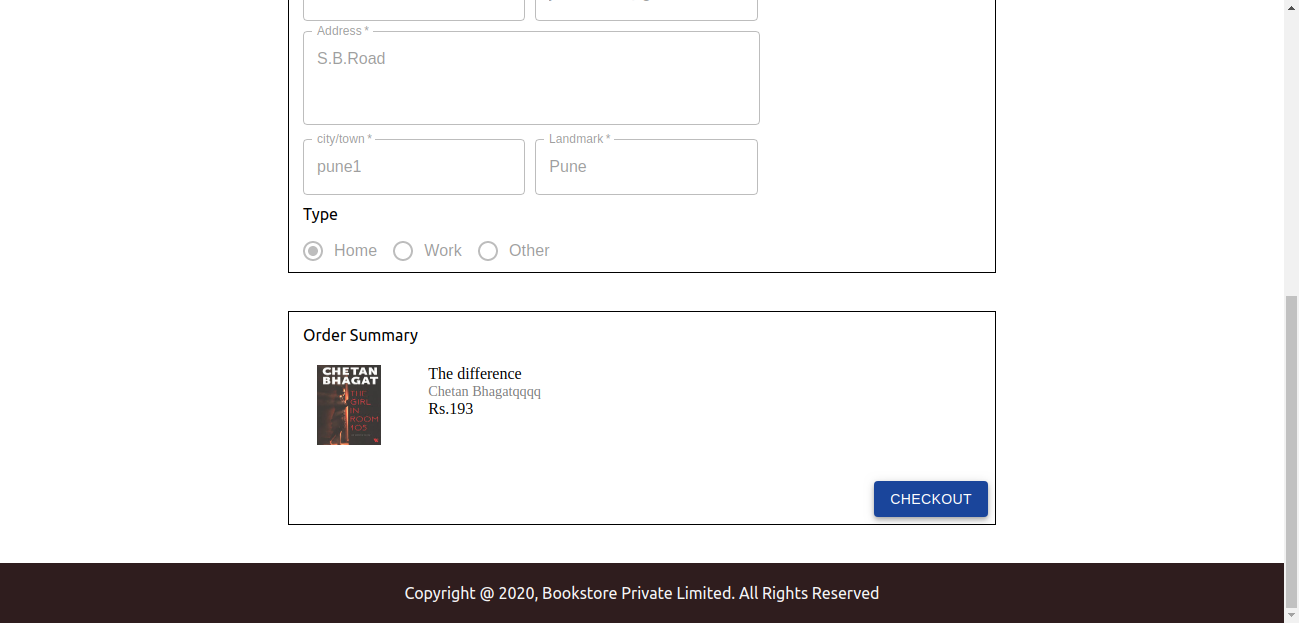 Address *
S.B.Road
city/town * Landmark *
pune1 Pune
Type
Home Work Other
Order Summary
CHETAN
BHAGAT
THE
GIRL
IN
ROOM
105
The difference
Chetan Bhagatqqqq
Rs.193
CHECKOUT
Copyright @ 2020, Bookstore Private Limited. All Rights Reserved